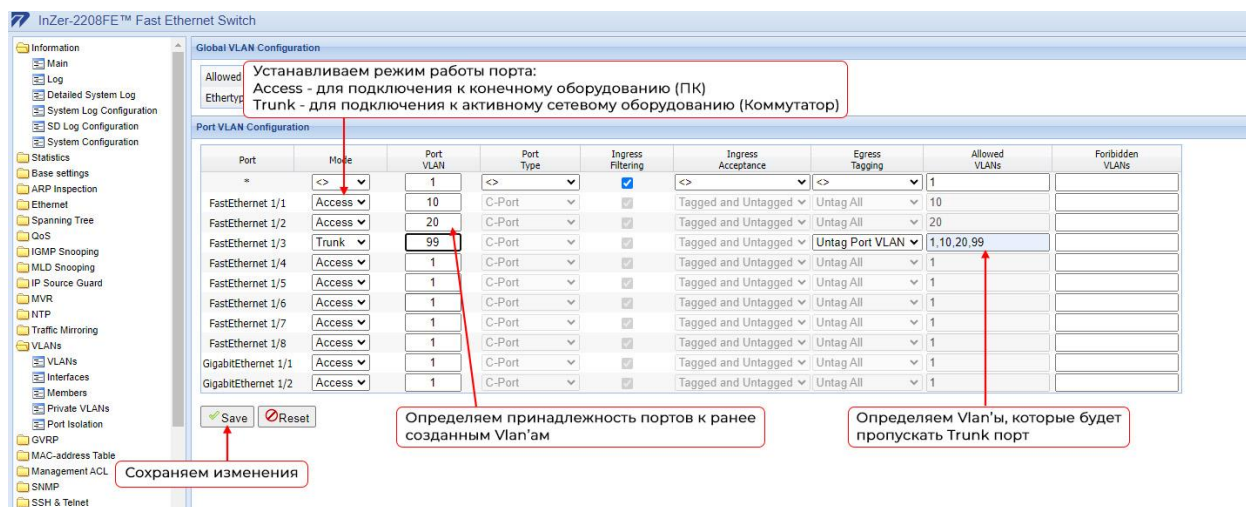 InZer-2208FE™ Fast Ethernet Switch
Information
Main
Log
Detailed System Log
System Log Configuration
SD Log Configuration
System Configuration
Statistics
Base settings
ARP Inspection
Ethernet
Spanning Tree
QoS
IGMP Snooping
MLD Snooping
IP Source Guard
MVR
NTP
Traffic Mirroring
VLANs
VLANs
Interfaces
Members
Private VLANs
Port Isolation
GVRP
MAC-address Table
Management ACL
SNMP
SSH & Telnet
Global VLAN Configuration
Allowed
Ethertyp
Устанавливаем режим работы порта:
Access - для подключения к конечному оборудованию (ПК)
Trunk - для подключения к активному сетевому оборудованию (Коммутатор)
Port VLAN Configuration
Port Mode Port VLAN Port Type Ingress Filtering Ingress Acceptance Egress Tagging Allowed VLANs Foribidden VLANs
* <> 1 <> <> <> 1
FastEthernet 1/1 Access 10 C-Port Tagged and Untagged Untag All 10
FastEthernet 1/2 Access 20 C-Port Tagged and Untagged Untag All 20
FastEthernet 1/3 Trunk 99 C-Port Tagged and Untagged Untag Port VLAN 1,10,20,99
FastEthernet 1/4 Access 1 C-Port Tagged and Untagged Untag All 1
FastEthernet 1/5 Access 1 C-Port Tagged and Untagged Untag All 1
FastEthernet 1/6 Access 1 C-Port Tagged and Untagged Untag All 1
FastEthernet 1/7 Access 1 C-Port Tagged and Untagged Untag All 1
FastEthernet 1/8 Access 1 C-Port Tagged and Untagged Untag All 1
GigabitEthernet 1/1 Access 1 C-Port Tagged and Untagged Untag All 1
GigabitEthernet 1/2 Access 1 C-Port Tagged and Untagged Untag All 1
Save Reset
Определяем принадлежность портов к ранее
созданным Vlan'ам
Определяем Vlan'ы, которые будет
пропускать Trunk порт
Сохраняем изменения